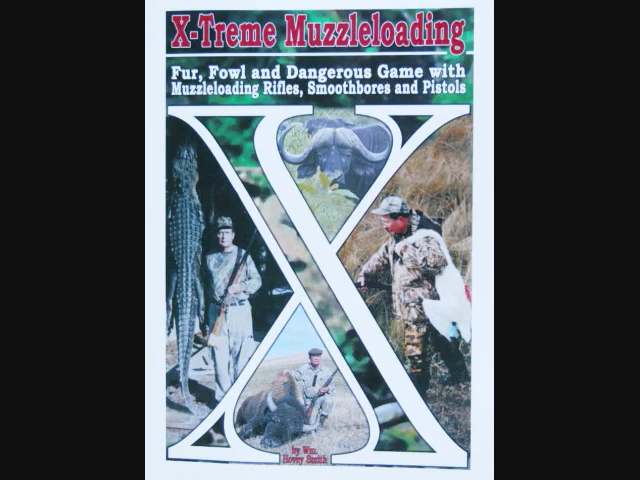 X-Treme Muzzleloading
Fur, Fowl and Dangerous Game with
Muzzleloading Rifles, Smoothbores and Pistols
X
by Wm.
Hovey Smith